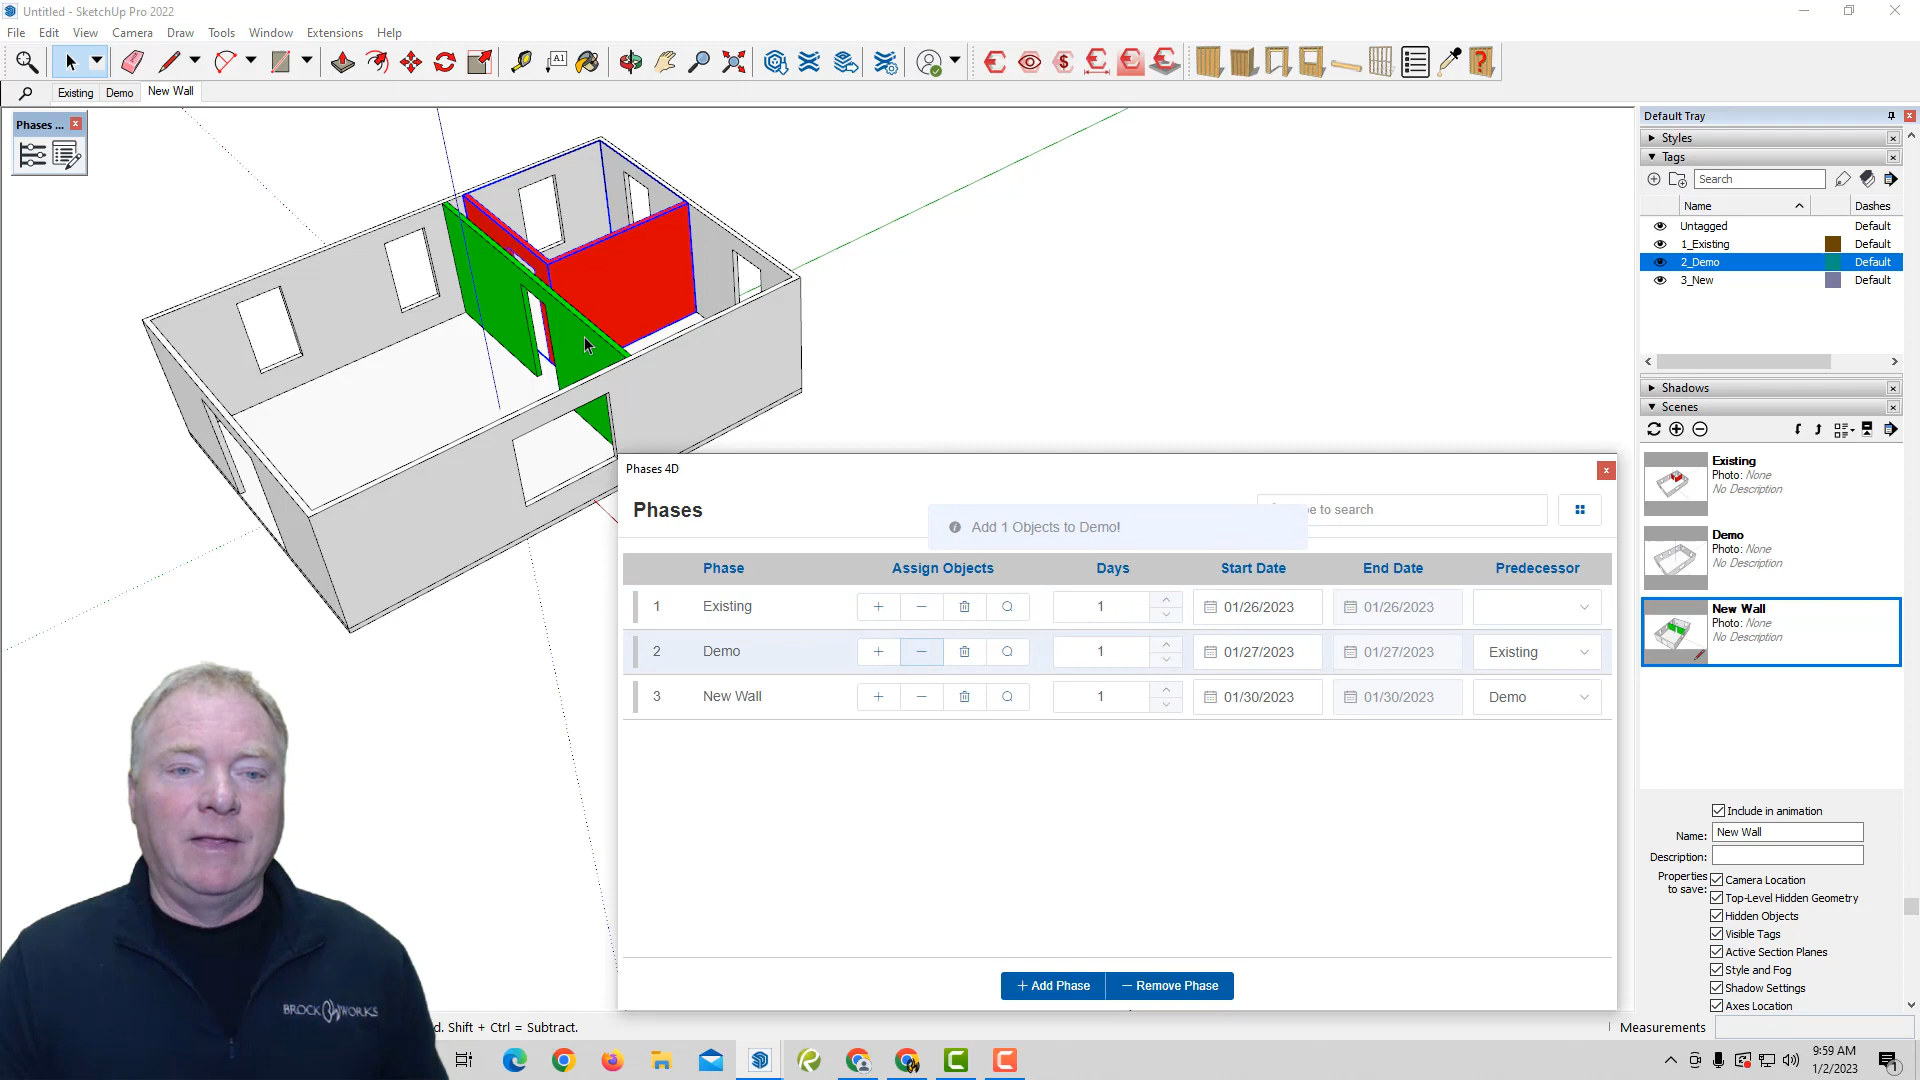 Untitled - SketchUp Pro 2022
File Edit View Camera Draw Tools Window Extensions Help
A1
$
?
Existing Demo New Wall
Phases ...
Default Tray
Styles
Tags
Search
Name Dashes
Untagged Default
1_Existing Default
2_Demo Default
3_New Default
Shadows
Scenes
Existing
Photo: None
No Description
Demo
Photo: None
No Description
New Wall
Photo: None
No Description
Include in animation
Name: New Wall
Description:
Properties to save:
Camera Location
Top-Level Hidden Geometry
Hidden Objects
Visible Tags
Active Section Planes
Style and Fog
Shadow Settings
Axes Location
Phases 4D
Phases
Add 1 Objects to Demo!
pe to search
Phase Assign Objects Days Start Date End Date Predecessor
1 Existing 1 01/26/2023 01/26/2023
2 Demo 1 01/27/2023 01/27/2023 Existing
3 New Wall 1 01/30/2023 01/30/2023 Demo
+ Add Phase − Remove Phase
BROCK WORKS
d. Shift + Ctrl = Subtract.
Measurements
9:59 AM
1/2/2023
1